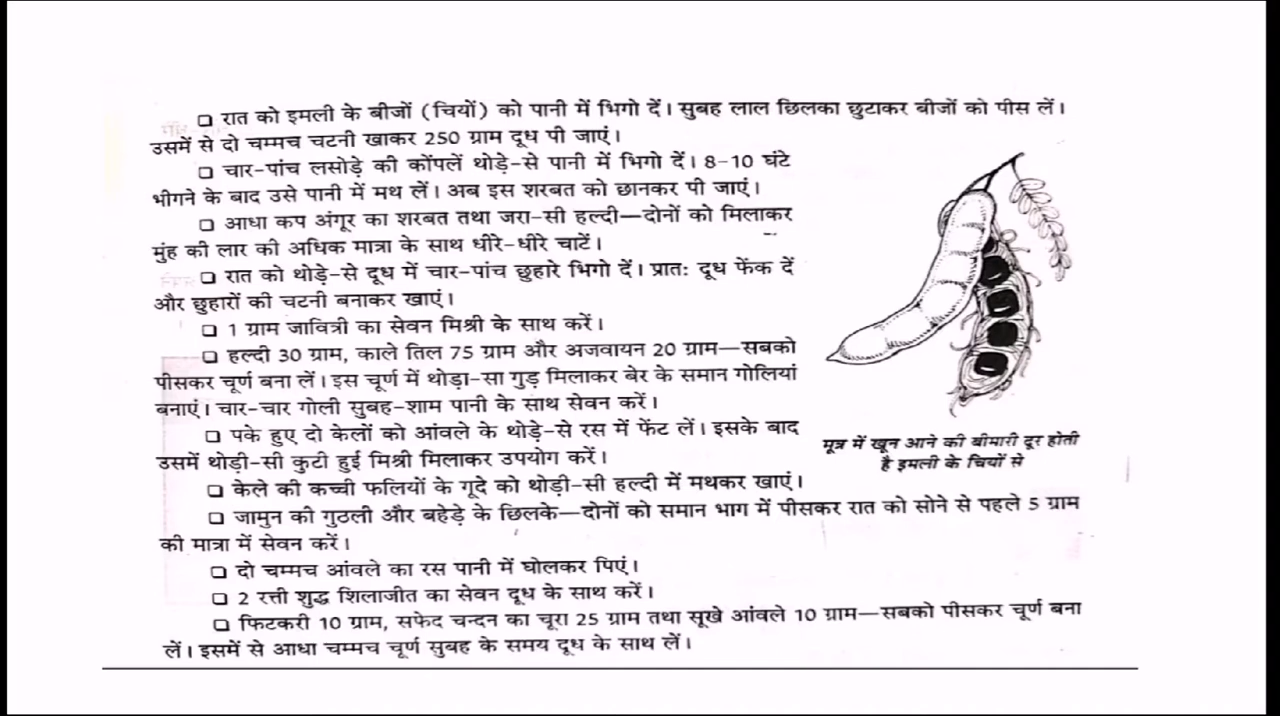 ❑ रात को इमली के बीजों (चियों) को पानी में भिगो दें। सुबह लाल छिलका छुटाकर बीजों को पीस लें।
उसमें से दो चम्मच चटनी खाकर 250 ग्राम दूध पी जाएं।
❑ चार-पांच लसोड़े की कोंपलें थोड़े-से पानी में भिगो दें। 8-10 घंटे
भीगने के बाद उसे पानी में मथ लें। अब इस शरबत को छानकर पी जाएं।
❑ आधा कप अंगूर का शरबत तथा जरा-सी हल्दी—दोनों को मिलाकर
मुंह की लार की अधिक मात्रा के साथ धीरे-धीरे चाटें।
❑ रात को थोड़े-से दूध में चार-पांच छुहारे भिगो दें। प्रात: दूध फेंक दें
और छुहारों की चटनी बनाकर खाएं।
❑ 1 ग्राम जावित्री का सेवन मिश्री के साथ करें।
❑ हल्दी 30 ग्राम, काले तिल 75 ग्राम और अजवायन 20 ग्राम—सबको
पीसकर चूर्ण बना लें। इस चूर्ण में थोड़ा-सा गुड़ मिलाकर बेर के समान गोलियां
बनाएं। चार-चार गोली सुबह-शाम पानी के साथ सेवन करें।
❑ पके हुए दो केलों को आंवले के थोड़े-से रस में फेंट लें। इसके बाद
उसमें थोड़ी-सी कुटी हुई मिश्री मिलाकर उपयोग करें।
मूत्र में खून आने की बीमारी दूर होती
है इमली के चियों से
❑ केले की कच्ची फलियों के गूदे को थोड़ी-सी हल्दी में मथकर खाएं।
❑ जामुन की गुठली और बहेड़े के छिलके—दोनों को समान भाग में पीसकर रात को सोने से पहले 5 ग्राम
की मात्रा में सेवन करें।
❑ दो चम्मच आंवले का रस पानी में घोलकर पिएं।
❑ 2 रत्ती शुद्ध शिलाजीत का सेवन दूध के साथ करें।
❑ फिटकरी 10 ग्राम, सफेद चन्दन का चूरा 25 ग्राम तथा सूखे आंवले 10 ग्राम—सबको पीसकर चूर्ण बना
लें। इसमें से आधा चम्मच चूर्ण सुबह के समय दूध के साथ लें।